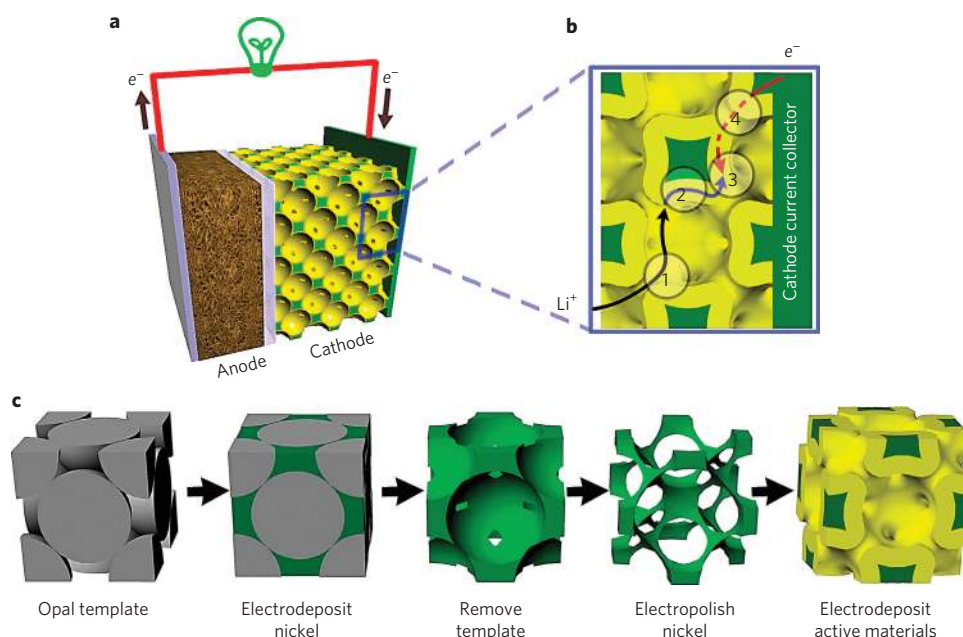 a
b
e⁻
e⁻
e⁻
4
3
2
1
Li⁺
Cathode current collector
Anode
Cathode
c
Opal template
Electrodeposit
nickel
Remove
template
Electropolish
nickel
Electrodeposit
active materials